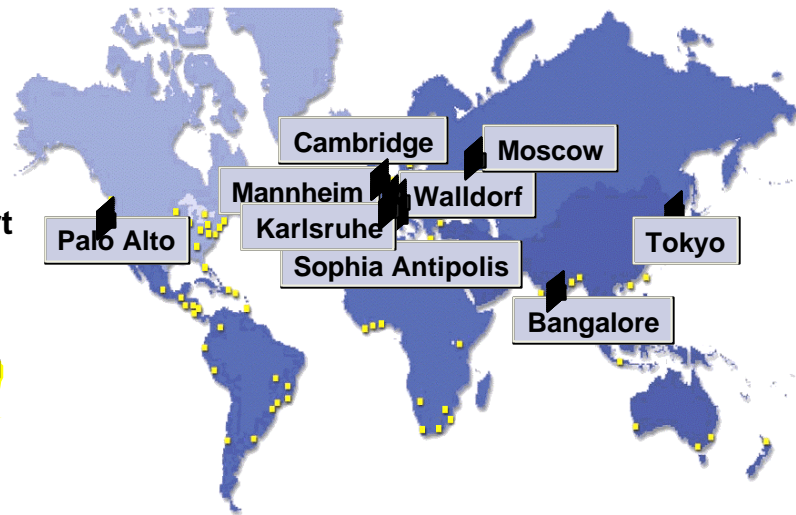 Cambridge
Moscow
Mannheim
Walldorf
Karlsruhe
Palo Alto
Tokyo
Sophia Antipolis
Bangalore